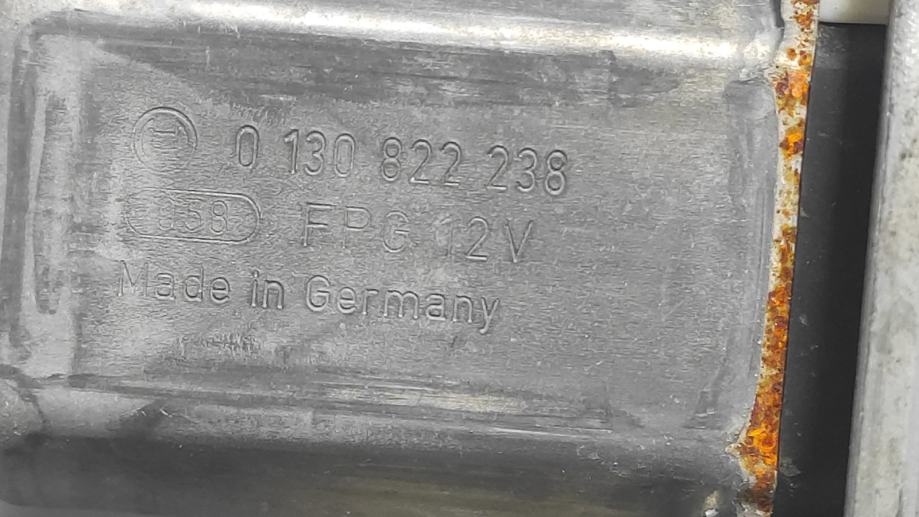 0 130 822 238
858 FPG 12V
Made in Germany